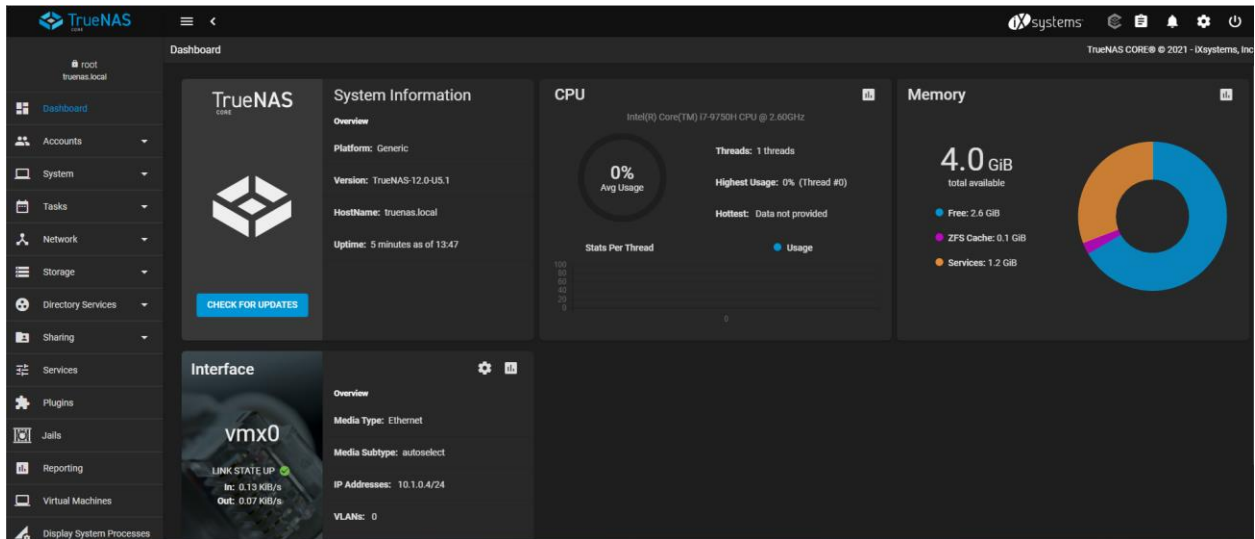 TrueNAS
CORE
iXsystems
root
truenas.local
Dashboard
TrueNAS CORE® © 2021 - iXsystems, Inc
Dashboard
Accounts
System
Tasks
Network
Storage
Directory Services
Sharing
Services
Plugins
Jails
Reporting
Virtual Machines
Display System Processes
TrueNAS
CORE
CHECK FOR UPDATES
System Information
Overview
Platform: Generic
Version: TrueNAS-12.0-U5.1
HostName: truenas.local
Uptime: 5 minutes as of 13:47
CPU
Intel(R) Core(TM) i7-9750H CPU @ 2.60GHz
0%
Avg Usage
Threads: 1 threads
Highest Usage: 0% (Thread #0)
Hottest: Data not provided
Stats Per Thread
Usage
100
80
60
40
20
0
0
Memory
4.0 GiB
total available
Free: 2.6 GiB
ZFS Cache: 0.1 GiB
Services: 1.2 GiB
Interface
vmx0
LINK STATE UP
In: 0.13 KiB/s
Out: 0.07 KiB/s
Overview
Media Type: Ethernet
Media Subtype: autoselect
IP Addresses: 10.1.0.4/24
VLANs: 0